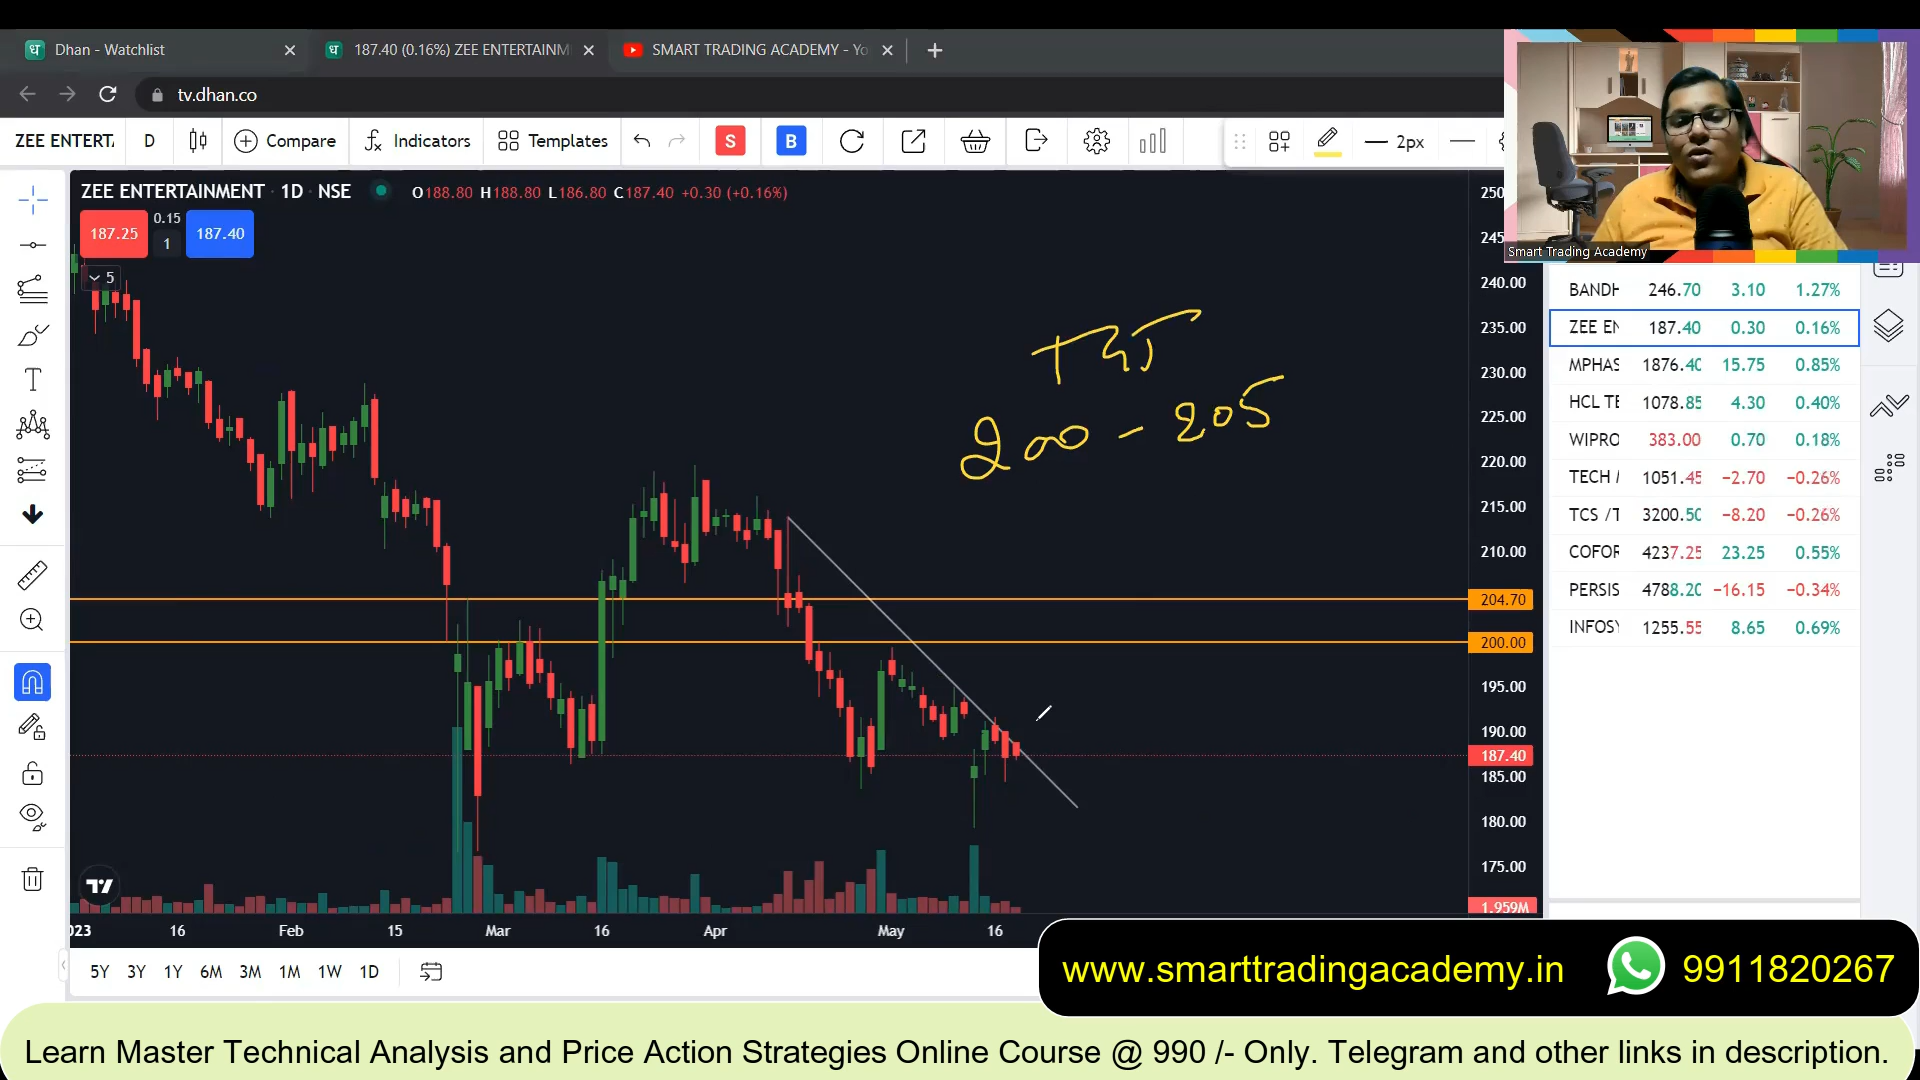 Dhan - Watchlist
187.40 (0.16%) ZEE ENTERTAINM
SMART TRADING ACADEMY - Yo
tv.dhan.co
ZEE ENTERT
D
Compare
Indicators
Templates
S
B
2px
ZEE ENTERTAINMENT · 1D · NSE
O188.80 H188.80 L186.80 C187.40 +0.30 (+0.16%)
187.25
0.15
1
187.40
5
TGT
200 - 205
Smart Trading Academy
250
245
240.00
235.00
230.00
225.00
220.00
215.00
210.00
204.70
200.00
195.00
190.00
187.40
185.00
180.00
175.00
1.959M
BANDH 246.70 3.10 1.27%
ZEE EN 187.40 0.30 0.16%
MPHAS 1876.40 15.75 0.85%
HCL TE 1078.85 4.30 0.40%
WIPRO 383.00 0.70 0.18%
TECH 1051.45 −2.70 −0.26%
TCS /T 3200.50 −8.20 −0.26%
COFOR 4237.25 23.25 0.55%
PERSIS 4788.20 −16.15 −0.34%
INFOSY 1255.55 8.65 0.69%
023 16 Feb 15 Mar 16 Apr May 16
5Y 3Y 1Y 6M 3M 1M 1W 1D
www.smarttradingacademy.in 9911820267
Learn Master Technical Analysis and Price Action Strategies Online Course @ 990 /- Only. Telegram and other links in description.